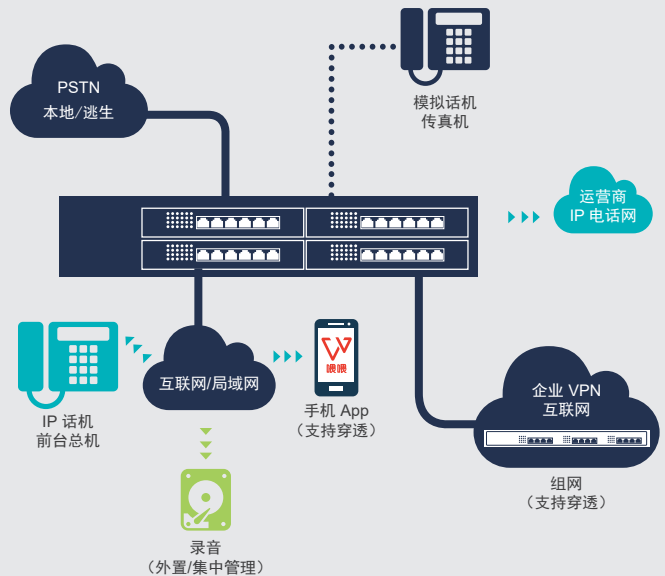 PSTN
本地/逃生
模拟话机
传真机
运营商
IP 电话网
互联网/局域网
喂喂
企业 VPN
互联网
IP 话机
前台总机
手机 App
（支持穿透）
组网
（支持穿透）
录音
（外置/集中管理）